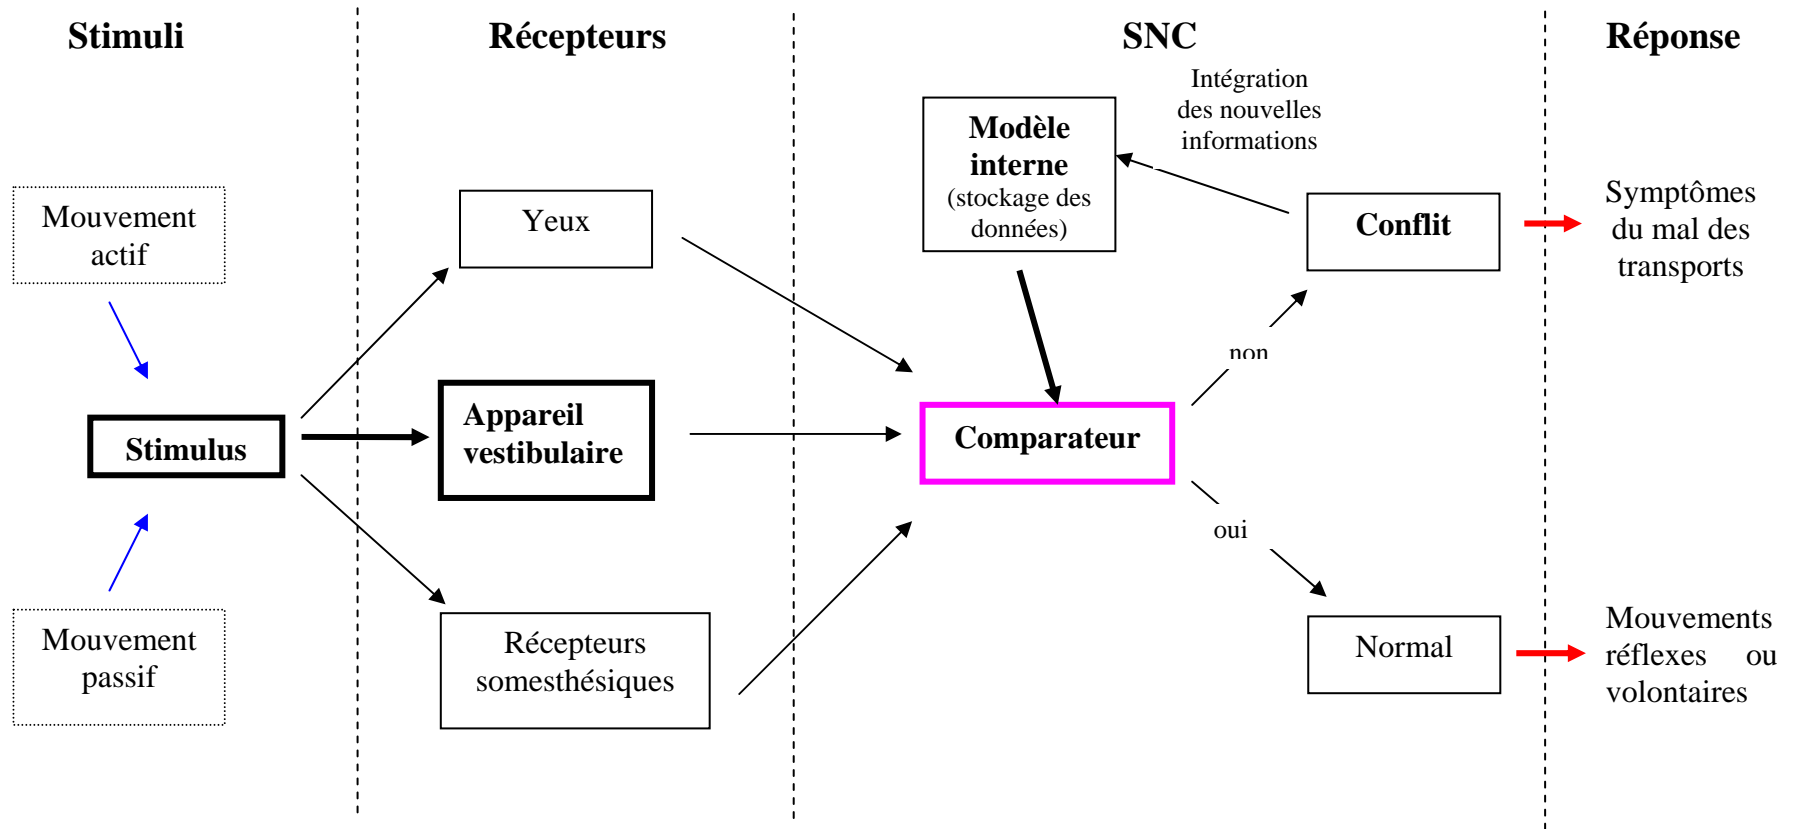 Stimuli
Récepteurs
SNC
Réponse
Mouvement
actif
Stimulus
Mouvement
passif
Yeux
Appareil
vestibulaire
Récepteurs
somesthésiques
Modèle
interne
(stockage des
données)
Intégration
des nouvelles
informations
Comparateur
non
oui
Conflit
Normal
Symptômes
du mal des
transports
Mouvements
réflexes ou
volontaires